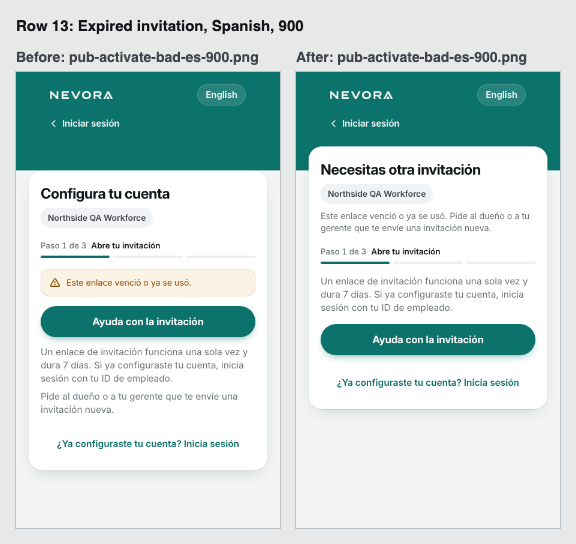 Row 13: Expired invitation, Spanish, 900
Before: pub-activate-bad-es-900.png
NEVORA
English
Iniciar sesión
Configura tu cuenta
Northside QA Workforce
Paso 1 de 3 Abre tu invitación
Este enlace venció o ya se usó.
Ayuda con la invitación
Un enlace de invitación funciona una sola vez y
dura 7 días. Si ya configuraste tu cuenta, inicia
sesión con tu ID de empleado.
Pide al dueño o a tu gerente que te envíe una
invitación nueva.
¿Ya configuraste tu cuenta? Inicia sesión
After: pub-activate-bad-es-900.png
NEVORA
English
Iniciar sesión
Necesitas otra invitación
Northside QA Workforce
Este enlace venció o ya se usó. Pide al dueño o a tu
gerente que te envíe una invitación nueva.
Paso 1 de 3 Abre tu invitación
Un enlace de invitación funciona una sola vez y
dura 7 días. Si ya configuraste tu cuenta, inicia
sesión con tu ID de empleado.
Ayuda con la invitación
¿Ya configuraste tu cuenta? Inicia sesión